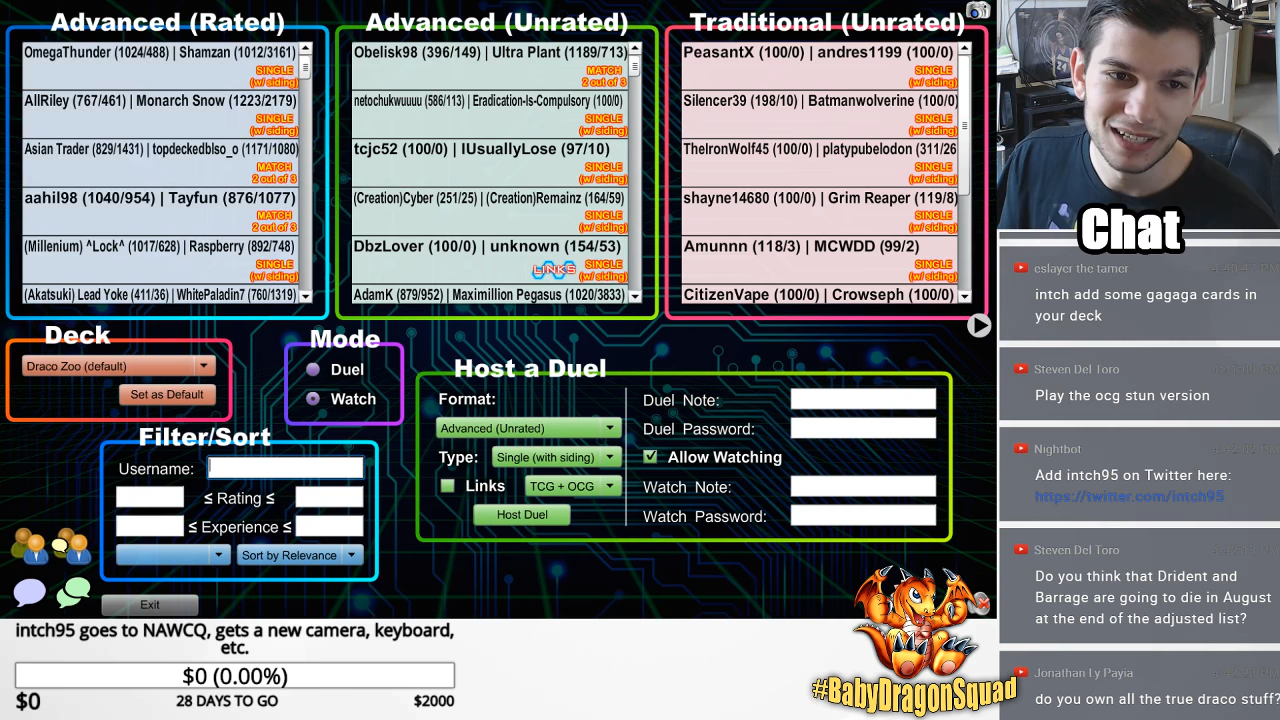 Advanced (Rated)
OmegaThunder (1024/488) | Shamzan (1012/3161)
SINGLE
(w/ siding)
AllRiley (767/461) | Monarch Snow (1223/2179)
SINGLE
(w/ siding)
Asian Trader (829/1431) | topdeckedblso_o (1171/1080)
MATCH
2 out of 3
aahil98 (1040/954) | Tayfun (876/1077)
MATCH
2 out of 3
(Millenium) ^Lock^ (1017/628) | Raspberry (892/748)
SINGLE
(w/ siding)
(Akatsuki) Lead Yoke (411/36) | WhitePaladin7 (760/1319)
Advanced (Unrated)
Obelisk98 (396/149) | Ultra Plant (1189/713)
MATCH
2 out of 3
netochukwuuuu (586/113) | Eradication-Is-Compulsory (100/0)
SINGLE
(w/ siding)
tcjc52 (100/0) | IUsuallyLose (97/10)
SINGLE
(w/ siding)
(Creation)Cyber (251/25) | (Creation)Remainz (164/59)
SINGLE
(w/ siding)
DbzLover (100/0) | unknown (154/53)
LINKS
SINGLE
(w/ siding)
AdamK (879/952) | Maximillion Pegasus (1020/3833)
Traditional (Unrated)
PeasantX (100/0) | andres1199 (100/0)
SINGLE
(w/ siding)
Silencer39 (198/10) | Batmanwolverine (100/0)
SINGLE
(w/ siding)
TheIronWolf45 (100/0) | platypubelodon (311/26
SINGLE
(w/ siding)
shayne14680 (100/0) | Grim Reaper (119/8)
SINGLE
(w/ siding)
Amunnn (118/3) | MCWDD (99/2)
SINGLE
(w/ siding)
CitizenVape (100/0) | Crowseph (100/0)
Deck
Draco Zoo (default)
Set as Default
Mode
Duel
Watch
Filter/Sort
Username:
≤ Rating ≤
≤ Experience ≤
Sort by Relevance
Exit
Host a Duel
Format:
Advanced (Unrated)
Type:
Single (with siding)
Links
TCG + OCG
Host Duel
Duel Note:
Duel Password:
Allow Watching
Watch Note:
Watch Password:
intch95 goes to NAWCQ, gets a new camera, keyboard,
etc.
$0 (0.00%)
$0
28 DAYS TO GO
$2000
#BabyDragonSquad
Chat
eslayer the tamer
intch add some gagaga cards in
your deck
Steven Del Toro
Play the ocg stun version
Nightbot
Add intch95 on Twitter here:
https://twitter.com/intch95
Steven Del Toro
Do you think that Drident and
Barrage are going to die in August
at the end of the adjusted list?
Jonathan Ly Payia
do you own all the true draco stuff?